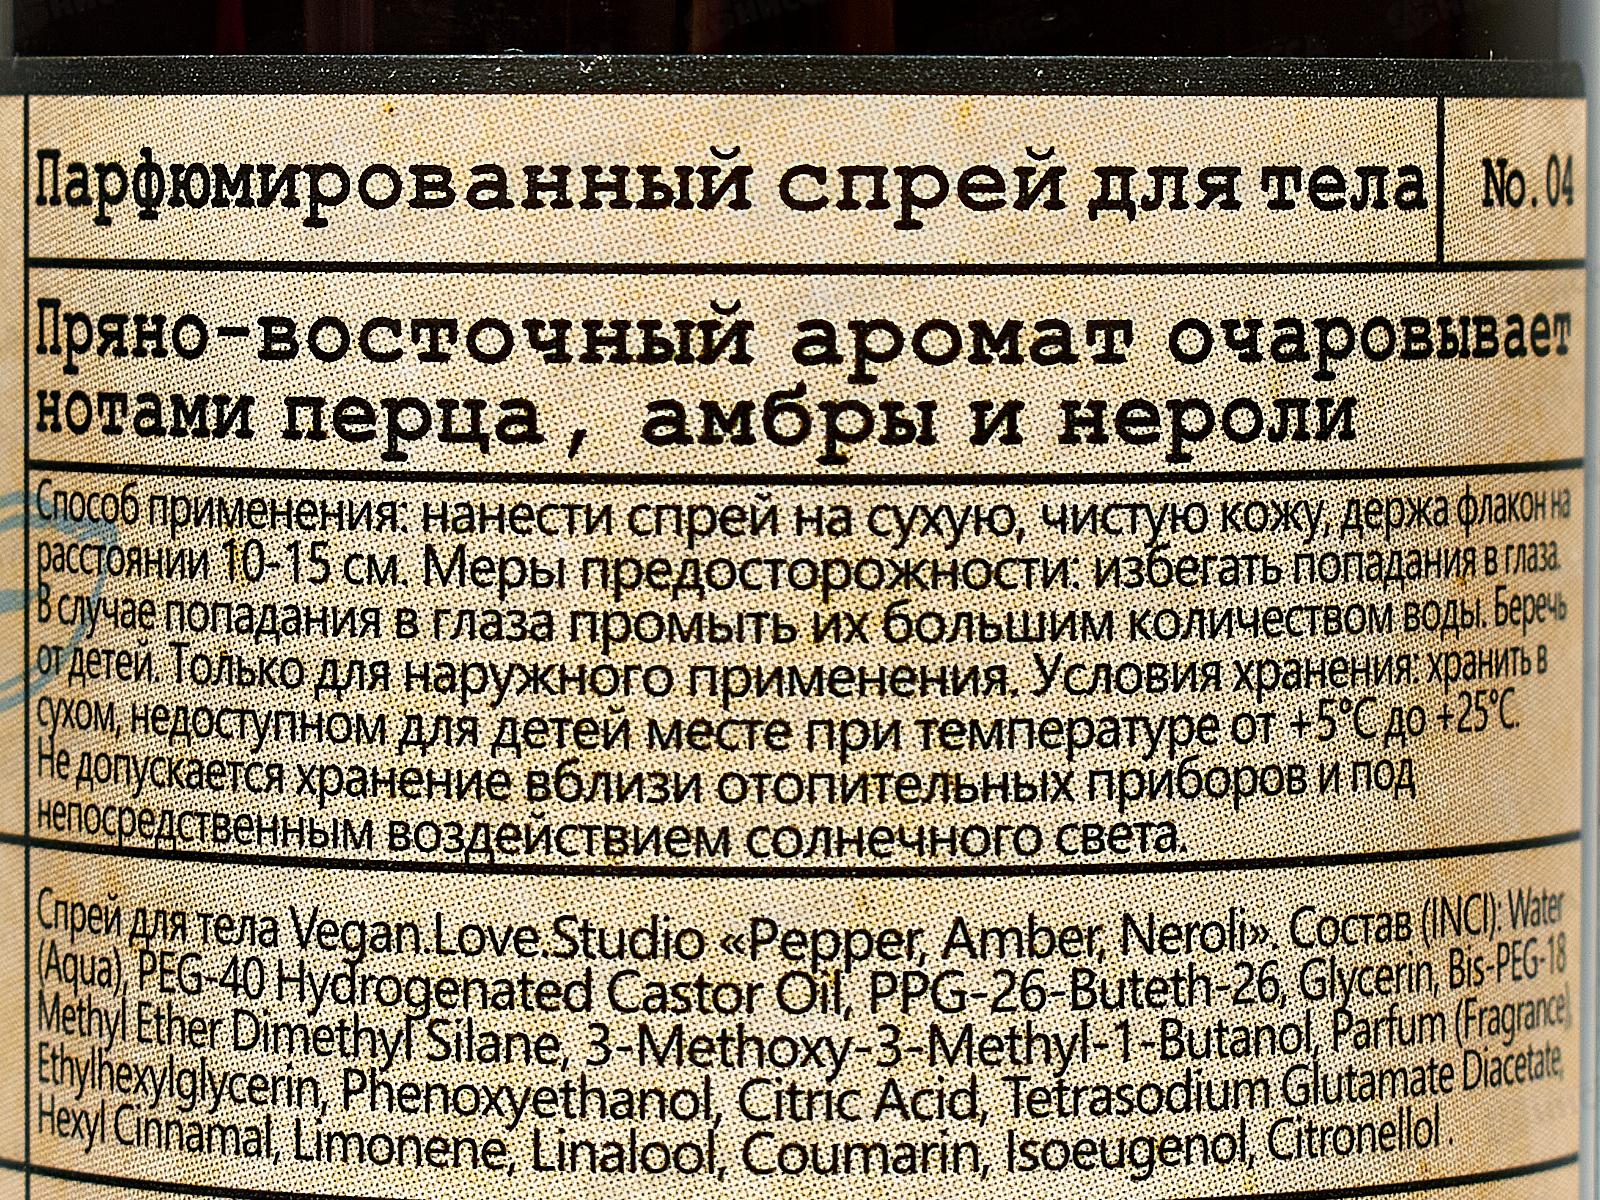 Парфюмированный спрей для тела
No. 04
Пряно-восточный аромат очаровывает
нотами перца, амбры и нероли
Способ применения: нанести спрей на сухую, чистую кожу, держа флакон на
расстоянии 10-15 см. Меры предосторожности: избегать попадания в глаза.
В случае попадания в глаза промыть их большим количеством воды. Беречь
от детей. Только для наружного применения. Условия хранения: хранить в
сухом, недоступном для детей месте при температуре от +5°C до +25°C.
Не допускается хранение вблизи отопительных приборов и под
непосредственным воздействием солнечного света.
Спрей для тела Vegan.Love.Studio «Pepper, Amber, Neroli». Состав (INCI): Water
(Aqua), PEG-40 Hydrogenated Castor Oil, PPG-26-Buteth-26, Glycerin, Bis-PEG-18
Methyl Ether Dimethyl Silane, 3-Methoxy-3-Methyl-1-Butanol, Parfum (Fragrance),
Ethylhexylglycerin, Phenoxyethanol, Citric Acid, Tetrasodium Glutamate Diacetate,
Hexyl Cinnamal, Limonene, Linalool, Coumarin, Isoeugenol, Citronellol.